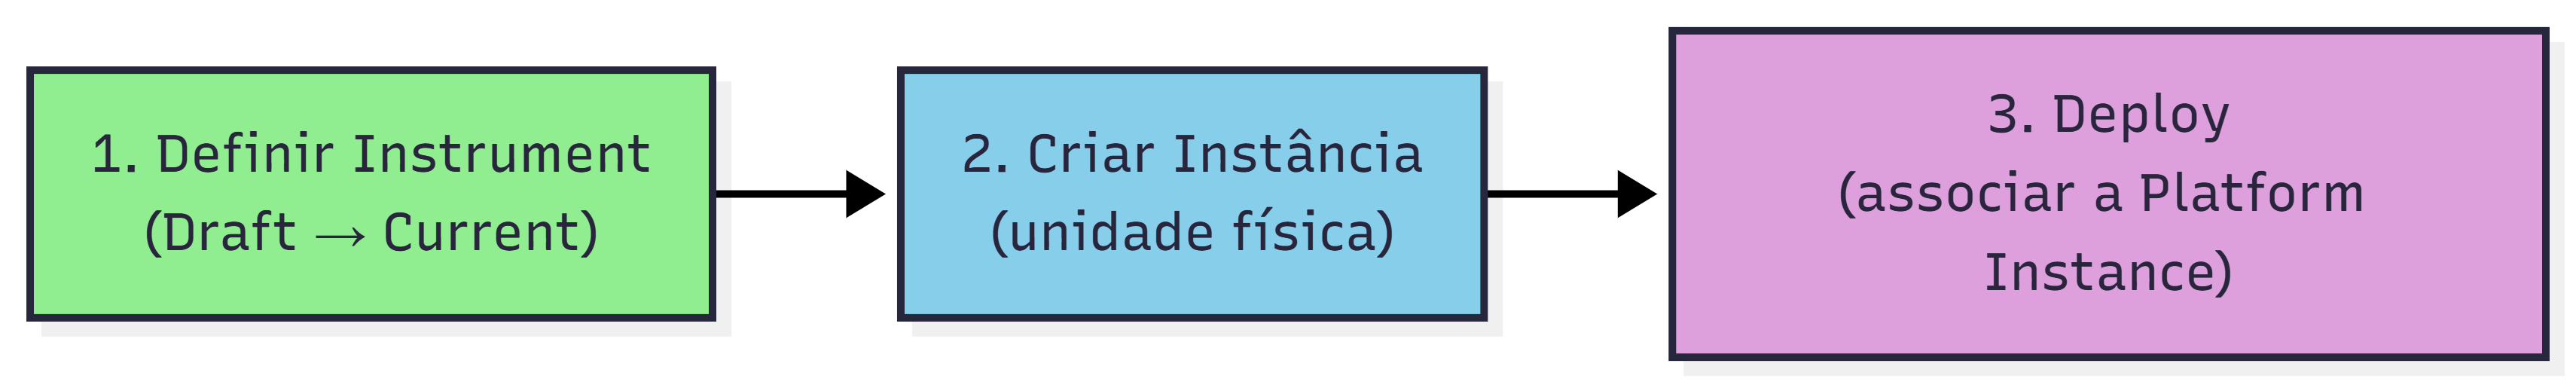 1. Definir Instrument
(Draft → Current)
2. Criar Instância
(unidade física)
3. Deploy
(associar a Platform
Instance)